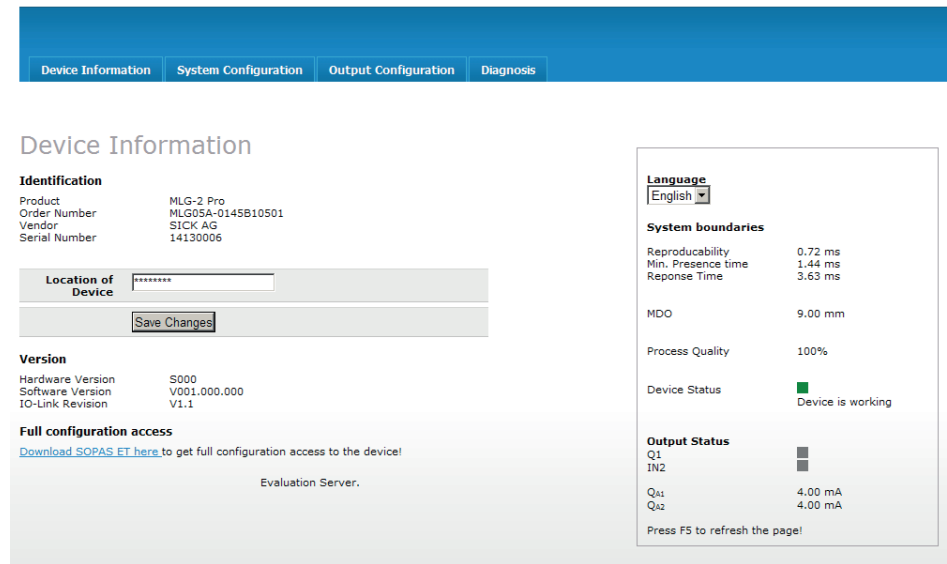 Device Information System Configuration Output Configuration Diagnosis
Device Information
Identification
Product MLG-2 Pro
Order Number MLG05A-0145B10501
Vendor SICK AG
Serial Number 14130006
Location of
Device ********
Save Changes
Version
Hardware Version S000
Software Version V001.000.000
IO-Link Revision V1.1
Full configuration access
Download SOPAS ET here to get full configuration access to the device!
Evaluation Server.
Language
English
System boundaries
Reproducability 0.72 ms
Min. Presence time 1.44 ms
Reponse Time 3.63 ms
MDO 9.00 mm
Process Quality 100%
Device Status
Device is working
Output Status
Q1
IN2
QA1 4.00 mA
QA2 4.00 mA
Press F5 to refresh the page!